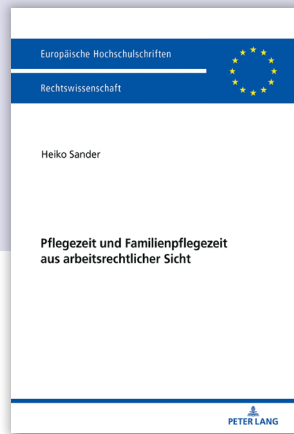 Europäische Hochschulschriften
Rechtswissenschaft
Heiko Sander
Pflegezeit und Familienpflegezeit
aus arbeitsrechtlicher Sicht
PETER LANG